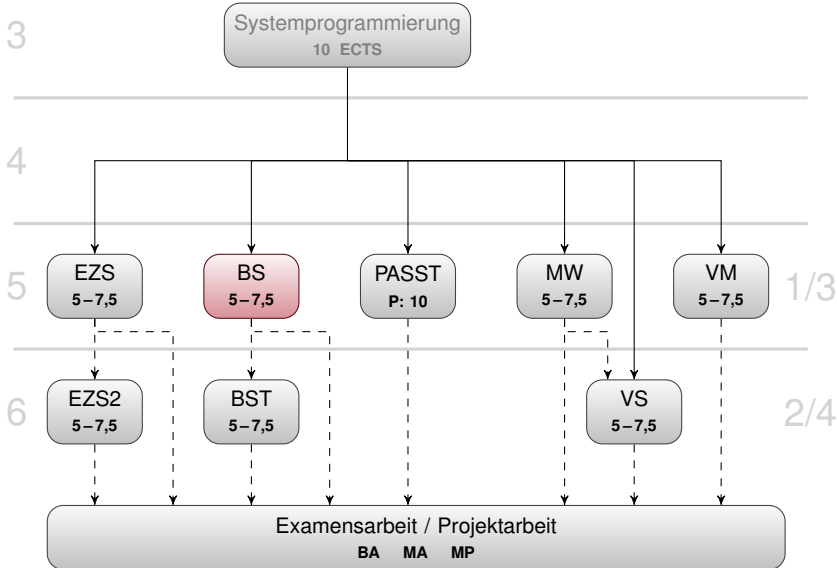 3
Systemprogrammierung
10 ECTS
4
5
EZS
5–7,5
BS
5–7,5
PASST
P: 10
MW
5–7,5
VM
5–7,5
1/3
6
EZS2
5–7,5
BST
5–7,5
VS
5–7,5
2/4
Examensarbeit / Projektarbeit
BA MA MP